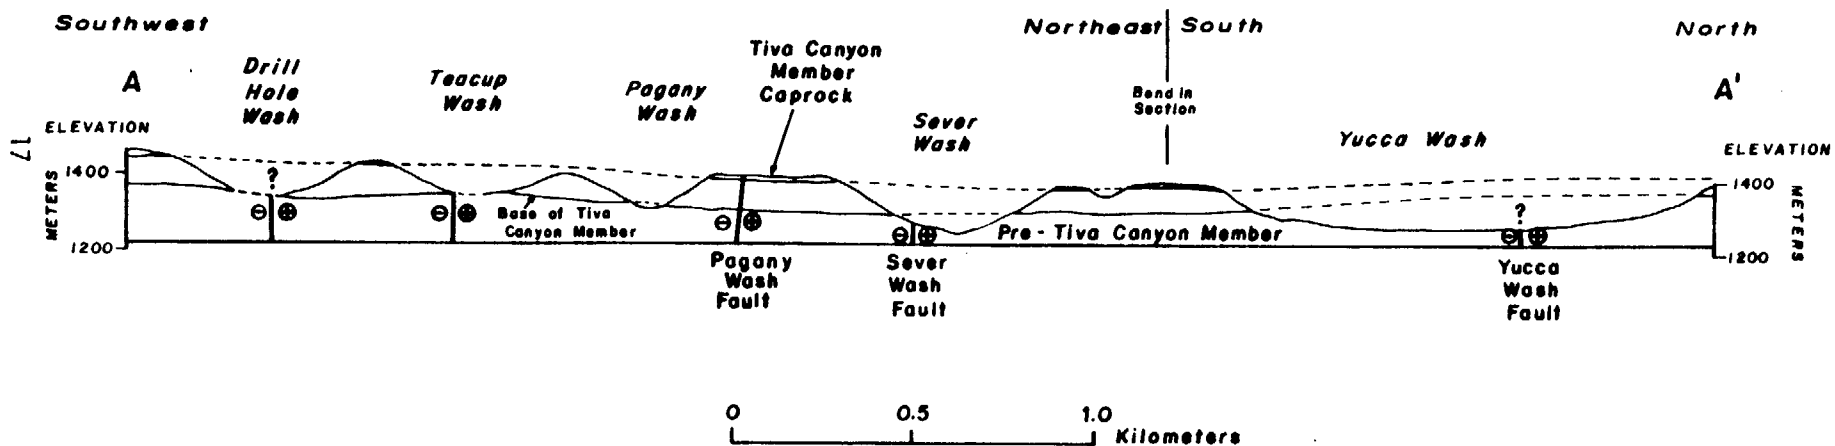 Southwest
Northeast
South
North
A
Drill
Hole
Wash
Teacup
Wash
Pagany
Wash
Tiva Canyon
Member
Caprock
Sever
Wash
Bend in
Section
Yucca Wash
A'
17
ELEVATION
METERS
1400
1200
?
⊖ ⊕
⊖ ⊕
Base of Tiva
Canyon Member
⊖ ⊕
Pagany
Wash
Fault
⊖ ⊕
Sever
Wash
Fault
Pre-Tiva Canyon Member
?
⊖ ⊕
Yucca
Wash
Fault
ELEVATION
1400
1200
METERS
0 0.5 1.0
Kilometers